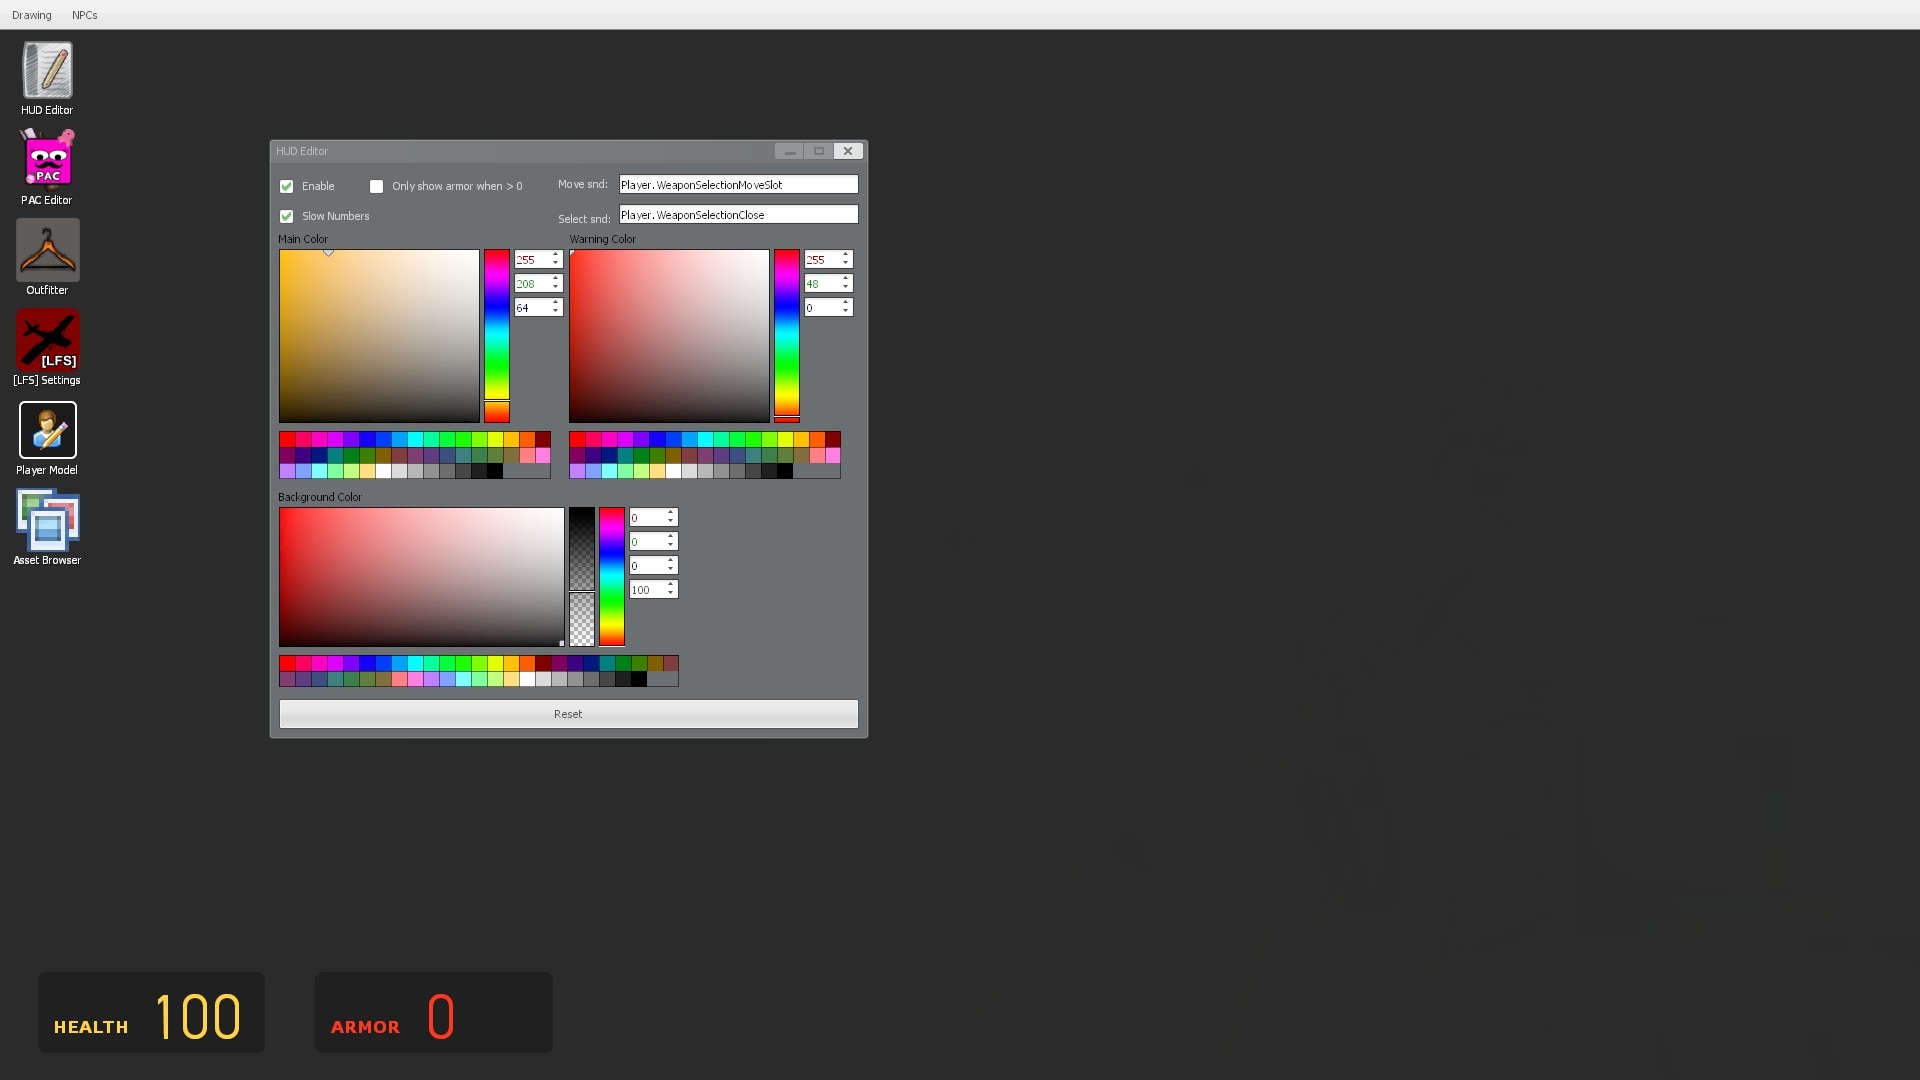 Drawing NPCs
HUD Editor
PAC
PAC Editor
Outfitter
[LFS]
[LFS] Settings
Player Model
Asset Browser
HUD Editor
Enable Only show armor when > 0 Move snd: Player.WeaponSelectionMoveSlot
Slow Numbers Select snd: Player.WeaponSelectionClose
Main Color Warning Color
255 255
208 48
64 0
Background Color
0
0
0
100
Reset
HEALTH 100 ARMOR 0